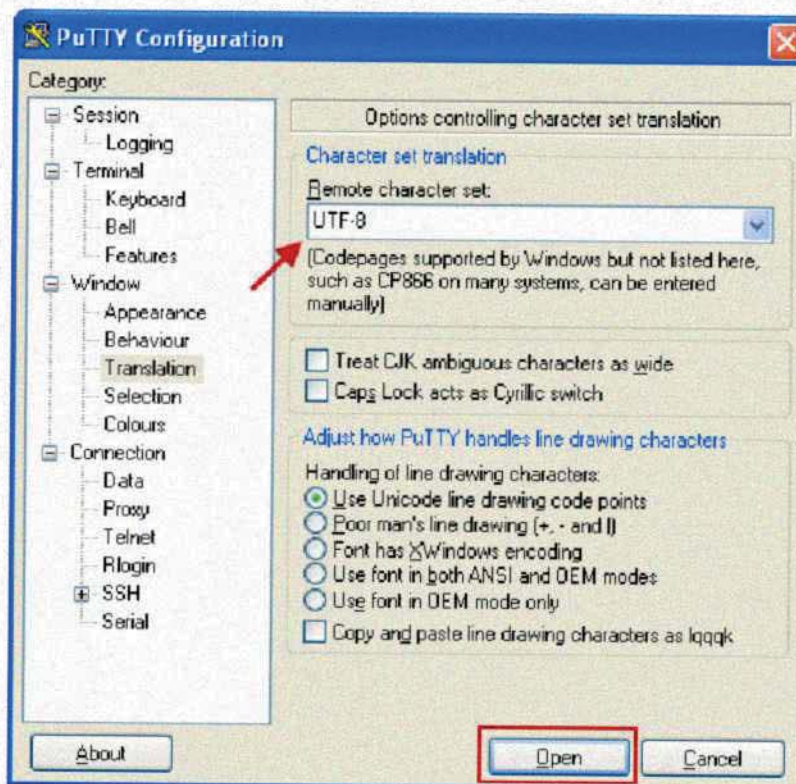 PuTTY Configuration
Category:
Session
Logging
Terminal
Keyboard
Bell
Features
Window
Appearance
Behaviour
Translation
Selection
Colours
Connection
Data
Proxy
Telnet
Rlogin
SSH
Serial
Options controlling character set translation
Character set translation
Remote character set:
UTF-8
(Codepages supported by Windows but not listed here,
such as CP866 on many systems, can be entered
manually)
Treat CJK ambiguous characters as wide
Caps Lock acts as Cyrillic switch
Adjust how PuTTY handles line drawing characters
Handling of line drawing characters:
Use Unicode line drawing code points
Poor man's line drawing (+, - and |)
Font has XWindows encoding
Use font in both ANSI and OEM modes
Use font in OEM mode only
Copy and paste line drawing characters as lqqqk
About
Open
Cancel